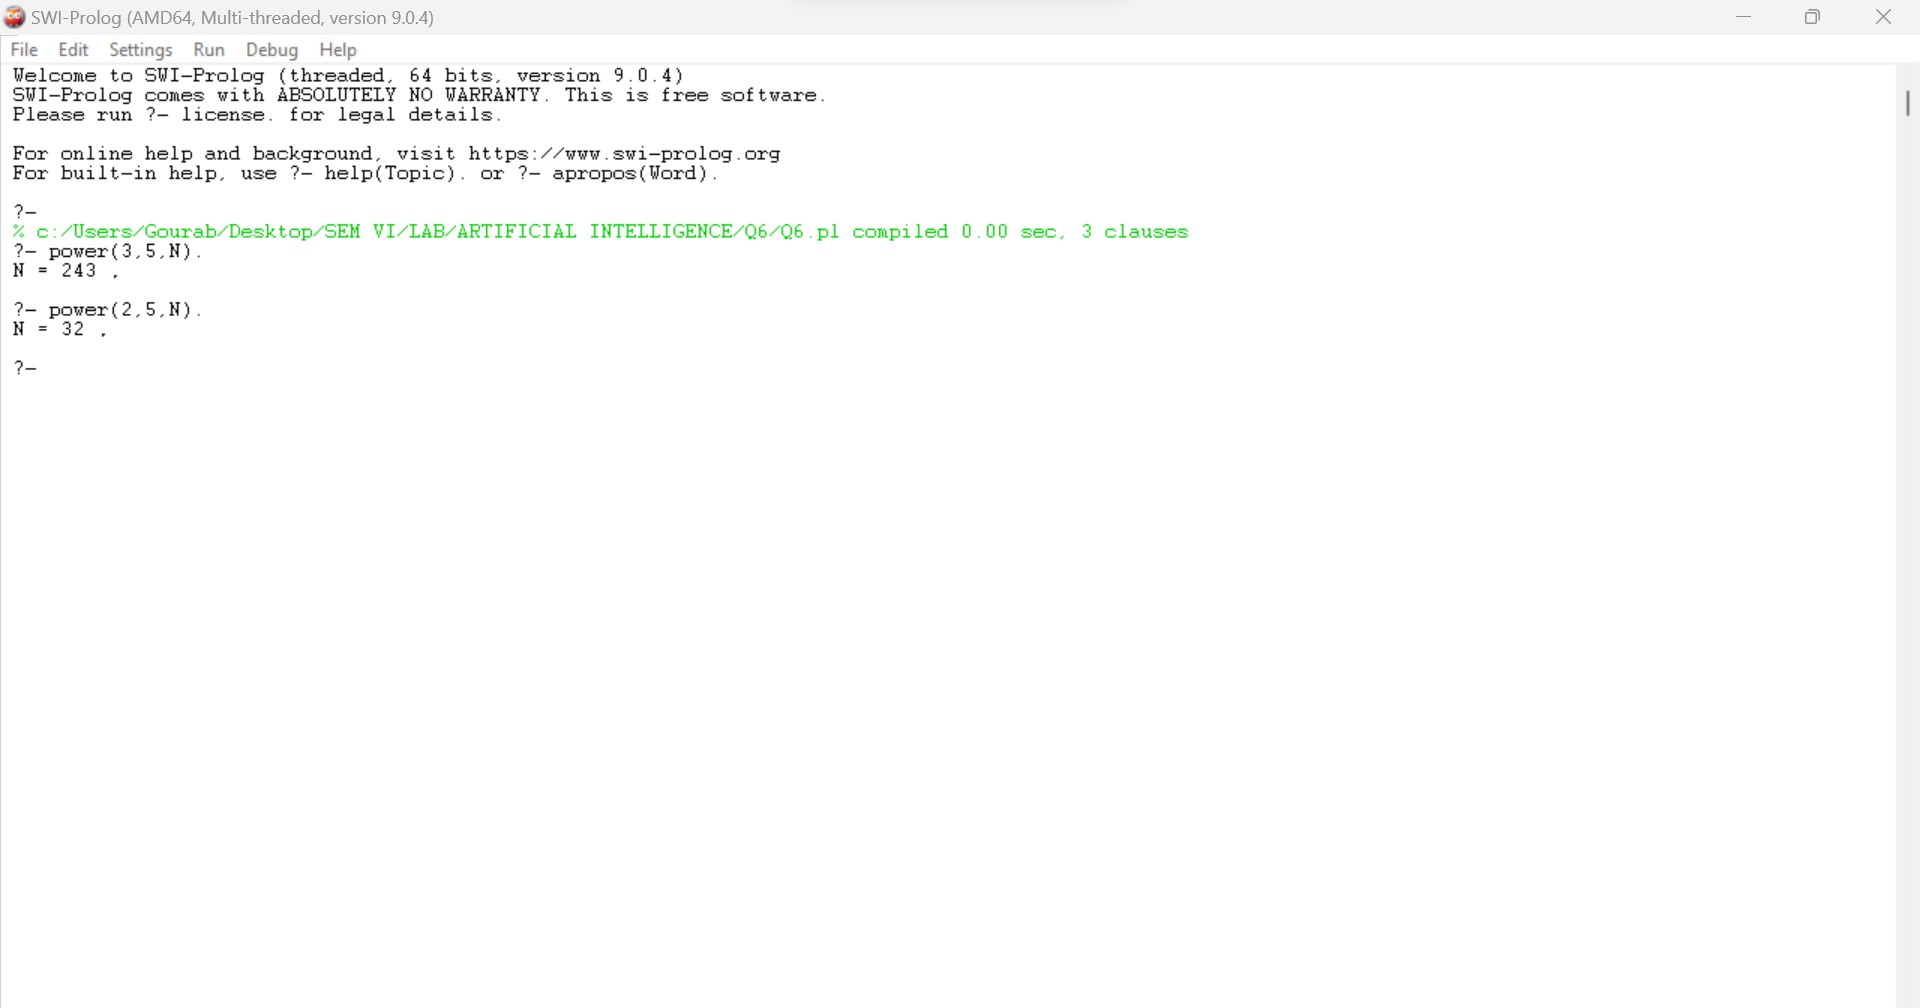 SWI-Prolog (AMD64, Multi-threaded, version 9.0.4)
File Edit Settings Run Debug Help
Welcome to SWI-Prolog (threaded, 64 bits, version 9.0.4)
SWI-Prolog comes with ABSOLUTELY NO WARRANTY. This is free software.
Please run ?- license. for legal details.
For online help and background, visit https://www.swi-prolog.org
For built-in help, use ?- help(Topic). or ?- apropos(Word).
?-
% c:/Users/Gourab/Desktop/SEM VI/LAB/ARTIFICIAL INTELLIGENCE/Q6/Q6.pl compiled 0.00 sec, 3 clauses
?- power(3,5,N).
N = 243 .
?- power(2,5,N).
N = 32 .
?-